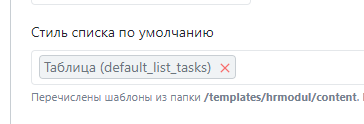 Стиль списка по умолчанию
Таблица (default_list_tasks) ×
Перечислены шаблоны из папки /templates/hrmodul/content.